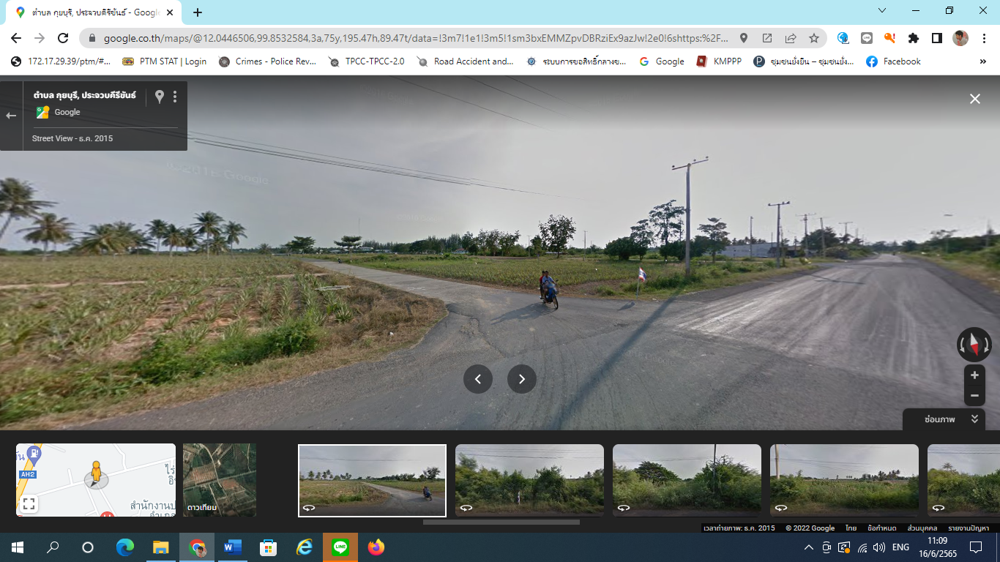 ตำบล กุยบุรี, ประจวบคีรีขันธ์ - Google
google.co.th/maps/@12.0446506,99.8532584,3a,75y,195.47h,89.47t/data=!3m7!1e1!3m5!1sm3bxEMMZpvDBRziEx9azJw!2e0!6shttps:%2F...
172.17.29.39/ptm/#...
PTM STAT | Login
Crimes - Police Rev...
TPCC-TPCC-2.0
Road Accident and...
ระบบการขอสิทธิ์กลางข...
Google
KMPPP
ชุมชนยั่งยืน – ชุมชนยั่ง...
Facebook
»
ตำบล กุยบุรี, ประจวบคีรีขันธ์
Google
Street View - ธ.ค. 2015
ซ่อนภาพ
AH2
สำนักงานป
อำเภอ
ดาวเทียม
เวลาถ่ายภาพ: ธ.ค. 2015
© 2022 Google
ไทย
ข้อกำหนด
ส่วนบุคคล
รายงานปัญหา
LINE
ENG
11:09
16/6/2565